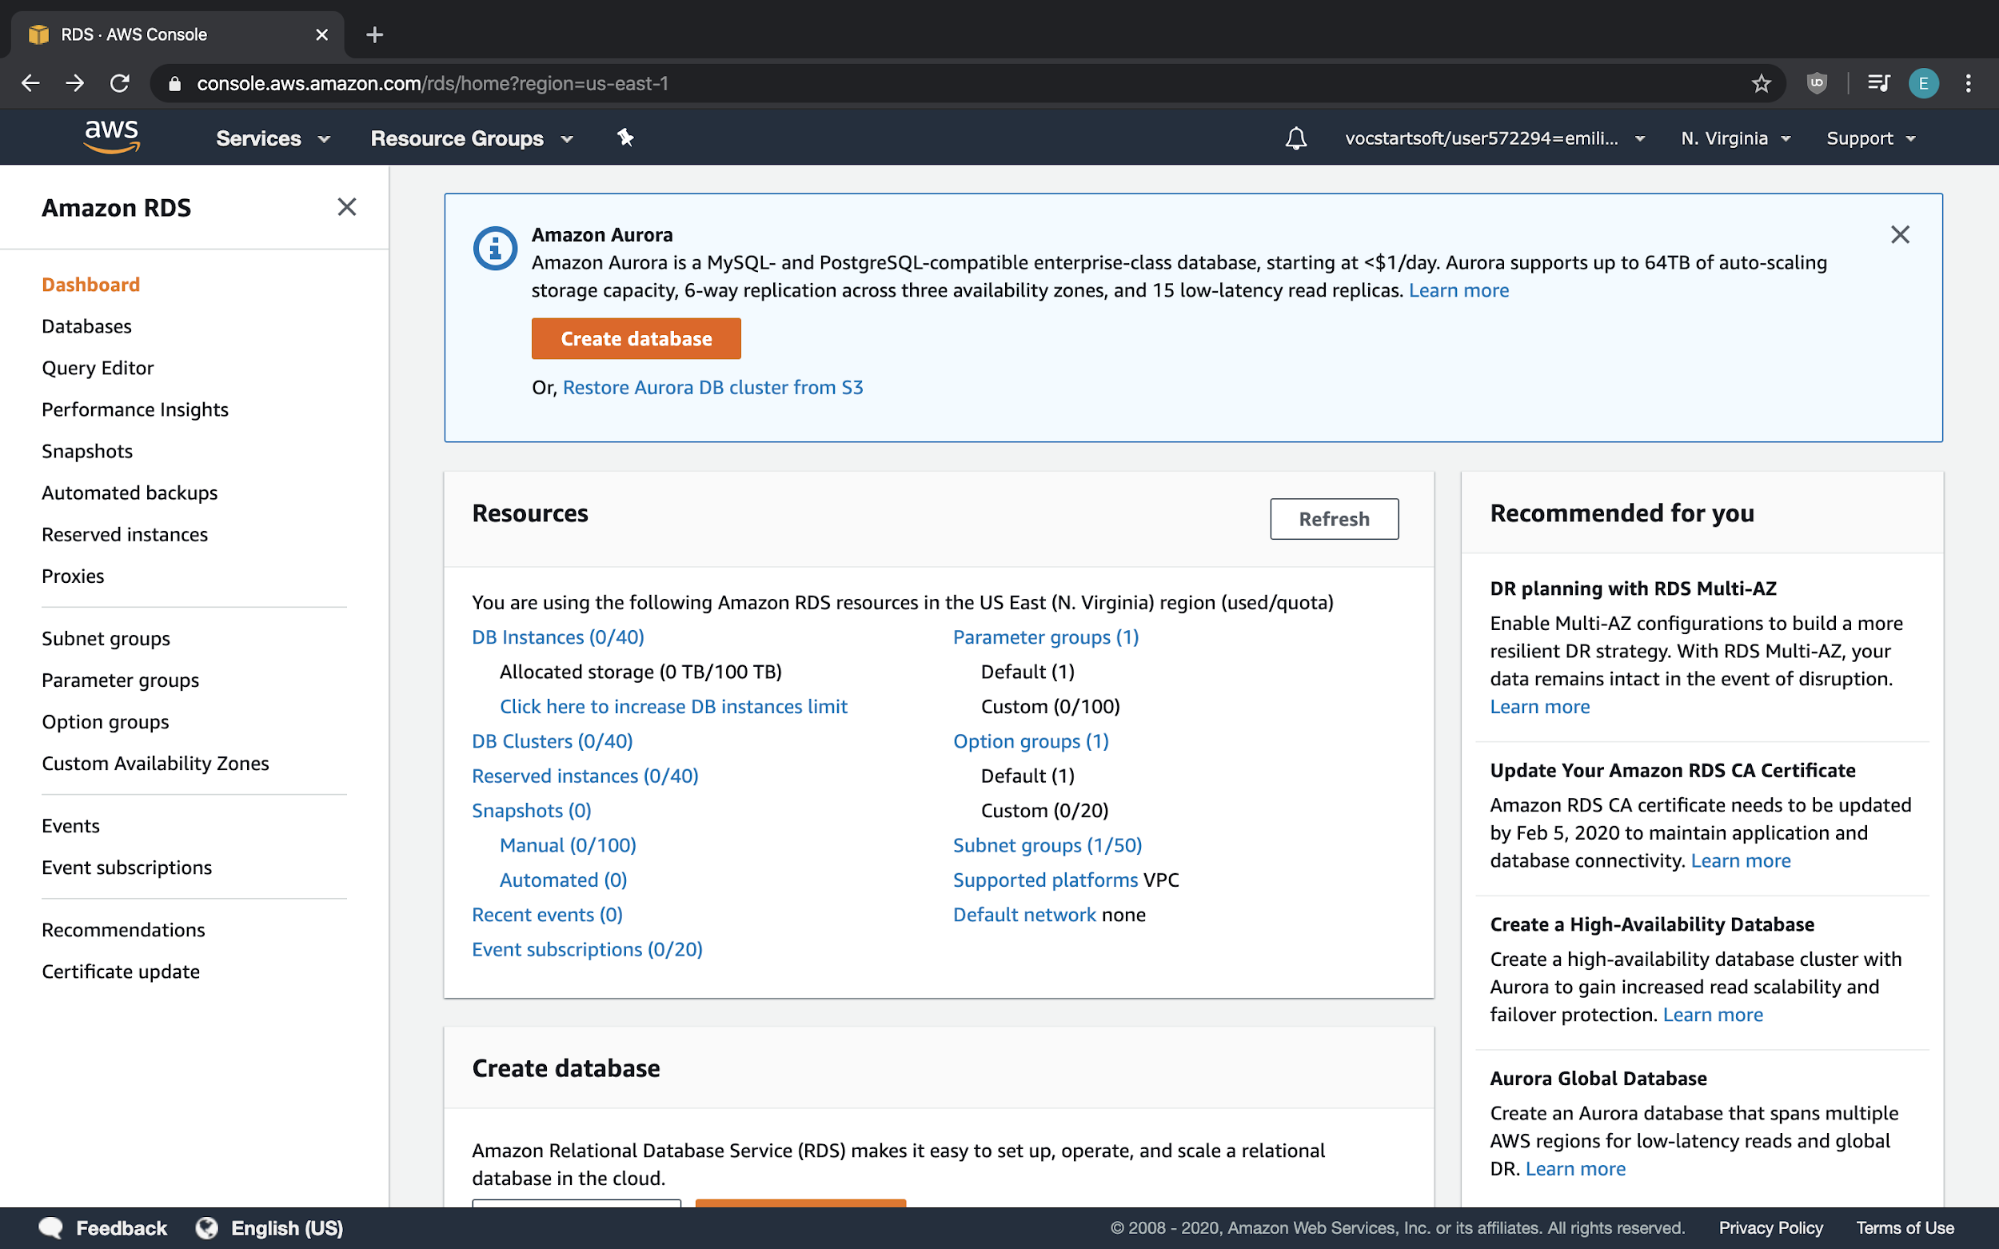 RDS · AWS Console
console.aws.amazon.com/rds/home?region=us-east-1
E
aws
Services
Resource Groups
vocstartsoft/user572294=emili...
N. Virginia
Support
Amazon RDS
Dashboard
Databases
Query Editor
Performance Insights
Snapshots
Automated backups
Reserved instances
Proxies
Subnet groups
Parameter groups
Option groups
Custom Availability Zones
Events
Event subscriptions
Recommendations
Certificate update
Amazon Aurora
Amazon Aurora is a MySQL- and PostgreSQL-compatible enterprise-class database, starting at <$1/day. Aurora supports up to 64TB of auto-scaling
storage capacity, 6-way replication across three availability zones, and 15 low-latency read replicas. Learn more
Create database
Or, Restore Aurora DB cluster from S3
Resources
Refresh
You are using the following Amazon RDS resources in the US East (N. Virginia) region (used/quota)
DB Instances (0/40)
Allocated storage (0 TB/100 TB)
Click here to increase DB instances limit
DB Clusters (0/40)
Reserved instances (0/40)
Snapshots (0)
Manual (0/100)
Automated (0)
Recent events (0)
Event subscriptions (0/20)
Parameter groups (1)
Default (1)
Custom (0/100)
Option groups (1)
Default (1)
Custom (0/20)
Subnet groups (1/50)
Supported platforms VPC
Default network none
Create database
Amazon Relational Database Service (RDS) makes it easy to set up, operate, and scale a relational
database in the cloud.
Recommended for you
DR planning with RDS Multi-AZ
Enable Multi-AZ configurations to build a more
resilient DR strategy. With RDS Multi-AZ, your
data remains intact in the event of disruption.
Learn more
Update Your Amazon RDS CA Certificate
Amazon RDS CA certificate needs to be updated
by Feb 5, 2020 to maintain application and
database connectivity. Learn more
Create a High-Availability Database
Create a high-availability database cluster with
Aurora to gain increased read scalability and
failover protection. Learn more
Aurora Global Database
Create an Aurora database that spans multiple
AWS regions for low-latency reads and global
DR. Learn more
Feedback
English (US)
© 2008 - 2020, Amazon Web Services, Inc. or its affiliates. All rights reserved.
Privacy Policy
Terms of Use